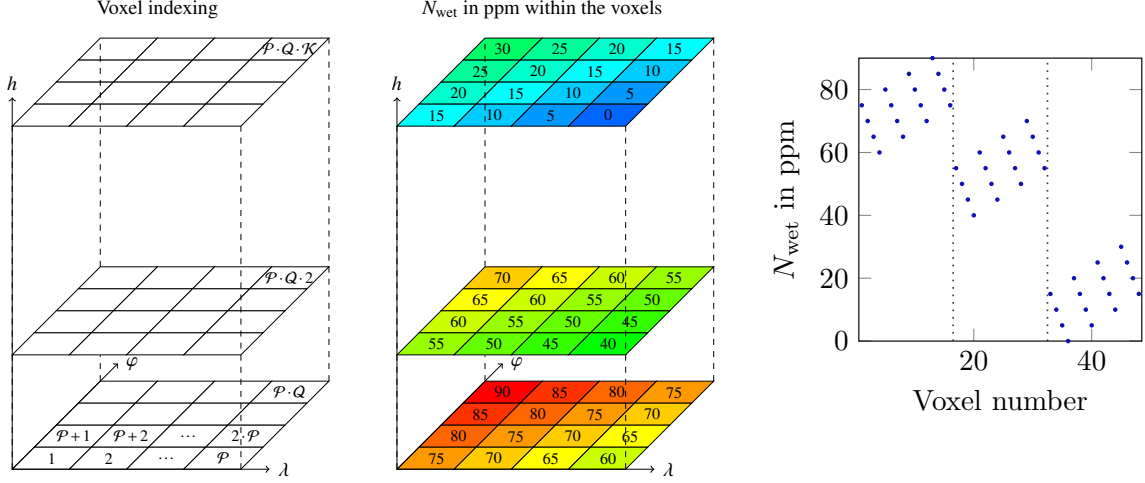 Voxel indexing
h
𝒫·𝒬·𝒦
𝒫·𝒬·2
φ
𝒫·𝒬
𝒫+1 𝒫+2 ⋯ 2·𝒫
1 2 ⋯ 𝒫
λ
N_wet in ppm within the voxels
h
30 25 20 15
25 20 15 10
20 15 10 5
15 10 5 0
70 65 60 55
65 60 55 50
60 55 50 45
55 50 45 40
φ
90 85 80 75
85 80 75 70
80 75 70 65
75 70 65 60
λ
N_wet in ppm
80
60
40
20
0
20 40
Voxel number